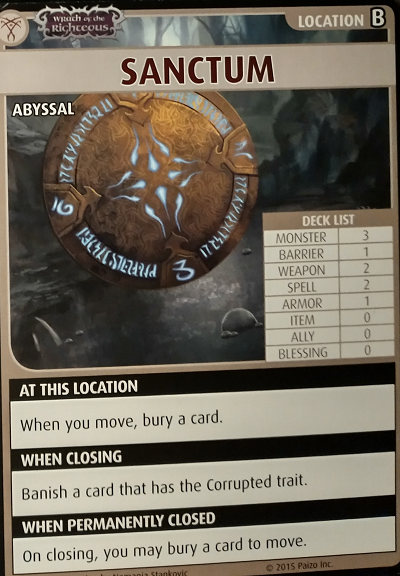 Wrath of the
Righteous
LOCATION B
SANCTUM
ABYSSAL
DECK LIST
MONSTER 3
BARRIER 1
WEAPON 2
SPELL 2
ARMOR 1
ITEM 0
ALLY 0
BLESSING 0
AT THIS LOCATION
When you move, bury a card.
WHEN CLOSING
Banish a card that has the Corrupted trait.
WHEN PERMANENTLY CLOSED
On closing, you may bury a card to move.
Stankovic © 2015 Paizo Inc.